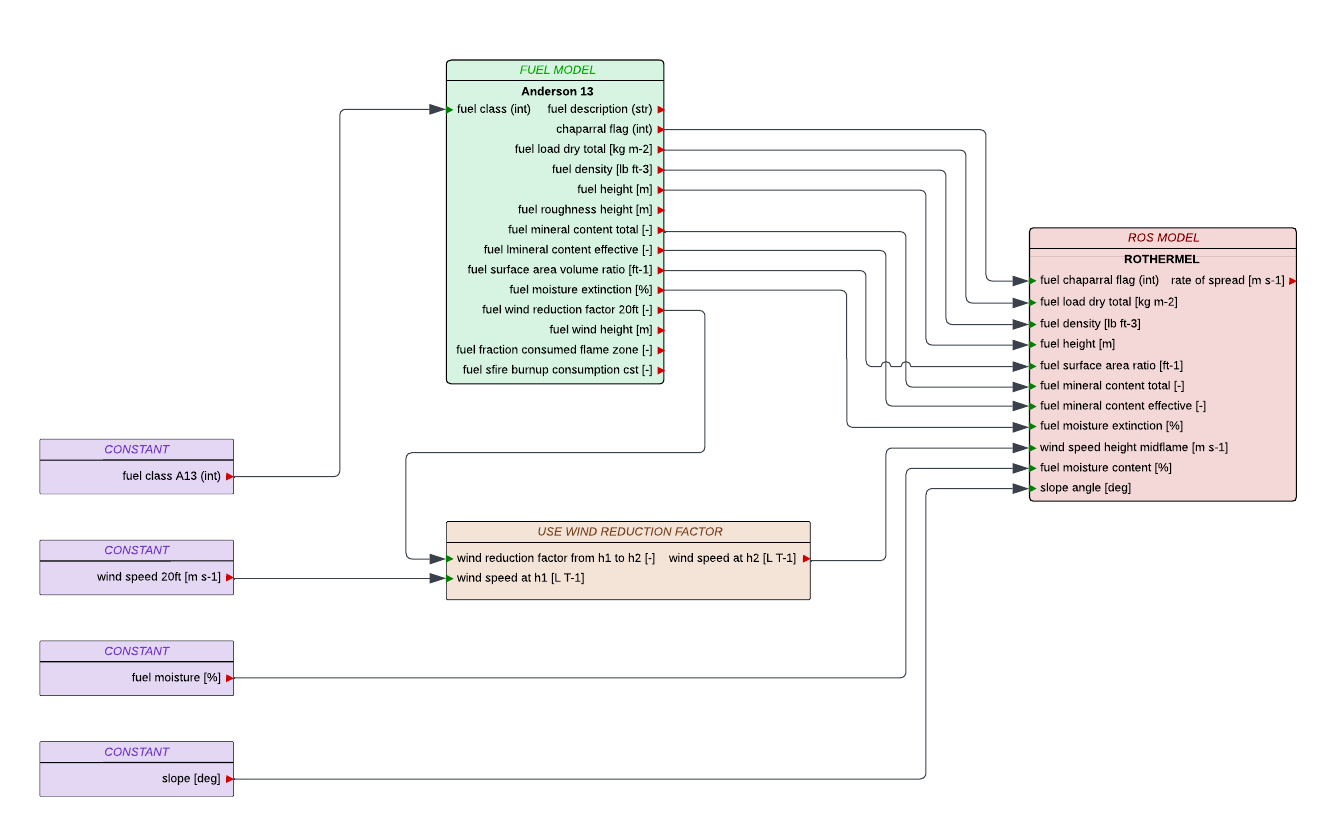 FUEL MODEL
Anderson 13
fuel class (int) fuel description (str)
chaparral flag (int)
fuel load dry total [kg m-2]
fuel density [lb ft-3]
fuel height [m]
fuel roughness height [m]
fuel mineral content total [-]
fuel lmineral content effective [-]
fuel surface area volume ratio [ft-1]
fuel moisture extinction [%]
fuel wind reduction factor 20ft [-]
fuel wind height [m]
fuel fraction consumed flame zone [-]
fuel sfire burnup consumption cst [-]
ROS MODEL
ROTHERMEL
fuel chaparral flag (int) rate of spread [m s-1]
fuel load dry total [kg m-2]
fuel density [lb ft-3]
fuel height [m]
fuel surface area ratio [ft-1]
fuel mineral content total [-]
fuel mineral content effective [-]
fuel moisture extinction [%]
wind speed height midflame [m s-1]
fuel moisture content [%]
slope angle [deg]
CONSTANT
fuel class A13 (int)
CONSTANT
wind speed 20ft [m s-1]
USE WIND REDUCTION FACTOR
wind reduction factor from h1 to h2 [-] wind speed at h2 [L T-1]
wind speed at h1 [L T-1]
CONSTANT
fuel moisture [%]
CONSTANT
slope [deg]